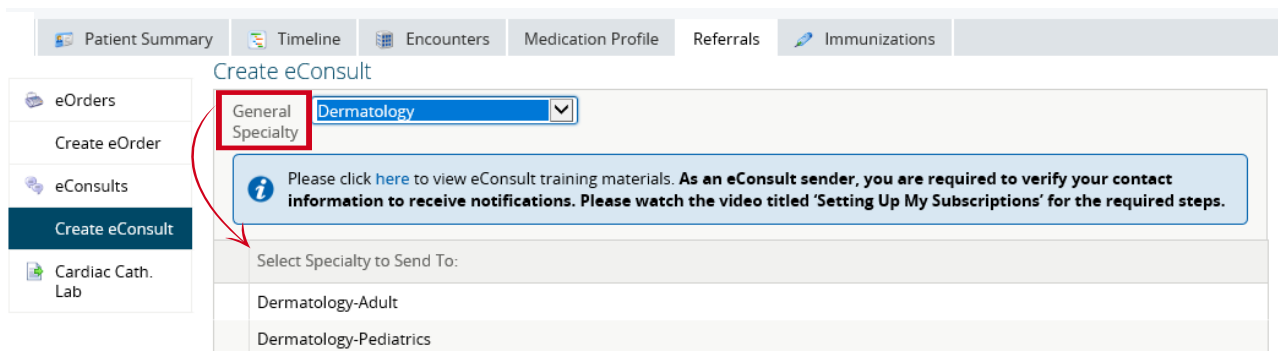 Patient Summary
Timeline
Encounters
Medication Profile
Referrals
Immunizations
eOrders
Create eOrder
eConsults
Create eConsult
Cardiac Cath.
Lab
Create eConsult
General
Specialty
Dermatology
Please click here to view eConsult training materials. As an eConsult sender, you are required to verify your contact
information to receive notifications. Please watch the video titled ‘Setting Up My Subscriptions’ for the required steps.
Select Specialty to Send To:
Dermatology-Adult
Dermatology-Pediatrics